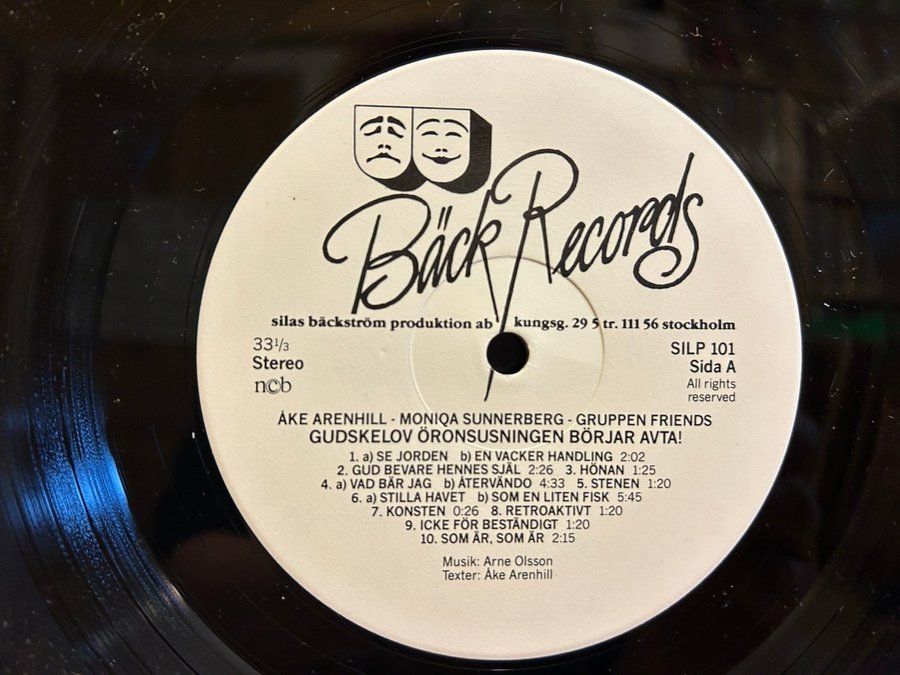 Bäck Records
silas bäckström produktion ab kungsg. 29 5 tr. 111 56 stockholm
33 1/3
Stereo
n©b
SILP 101
Sida A
All rights
reserved
ÅKE ARENHILL - MONIQA SUNNERBERG - GRUPPEN FRIENDS
GUDSKELOV ÖRONSUSNINGEN BÖRJAR AVTA!
1. a) SE JORDEN b) EN VACKER HANDLING 2:02
2. GUD BEVARE HENNES SJÄL 2:26 3. HÖNAN 1:25
4. a) VAD BÄR JAG b) ÅTERVÄNDO 4:33 5. STENEN 1:20
6. a) STILLA HAVET b) SOM EN LITEN FISK 5:45
7. KONSTEN 0:26 8. RETROAKTIVT 1:20
9. ICKE FÖR BESTÄNDIGT 1:20
10. SOM ÄR, SOM ÄR 2:15
Musik: Arne Olsson
Texter: Åke Arenhill